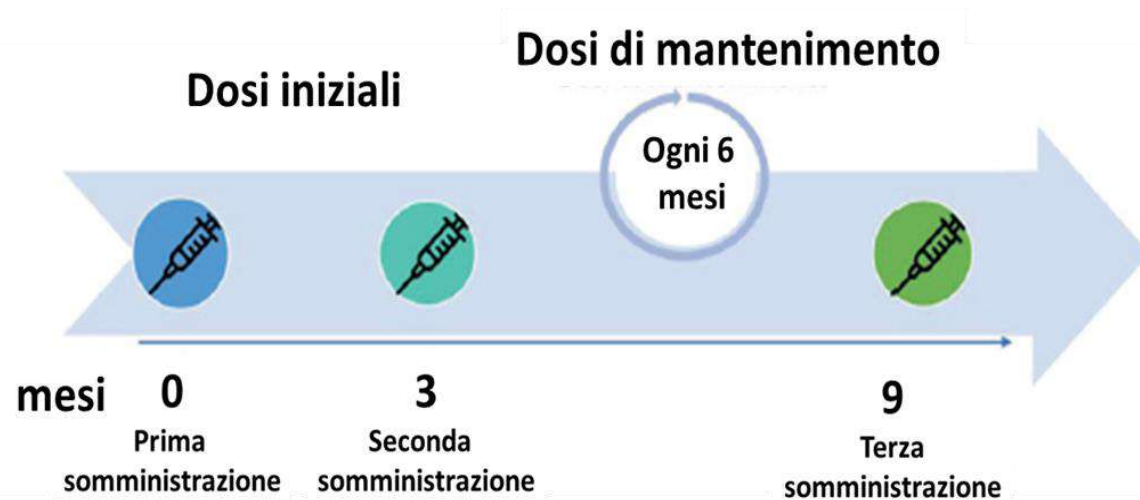 Dosi iniziali
Dosi di mantenimento
Ogni 6
mesi
mesi
0
3
9
Prima
somministrazione
Seconda
somministrazione
Terza
somministrazione